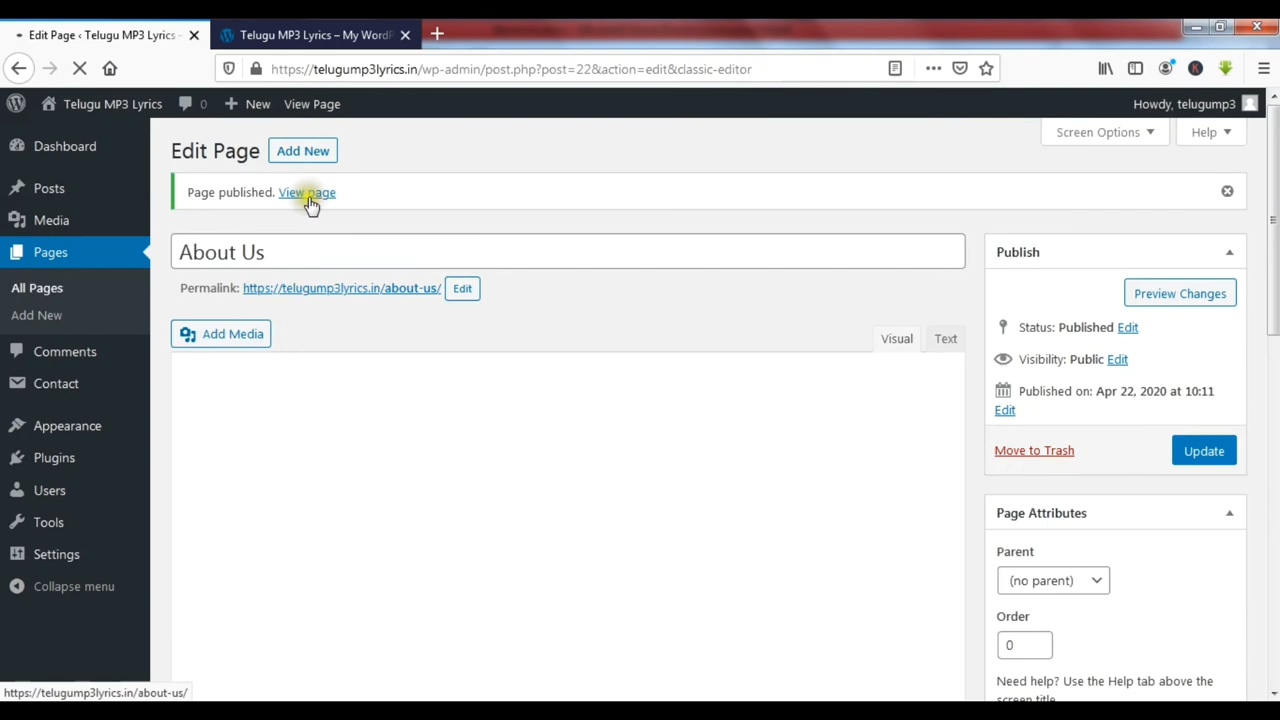 Edit Page ‹ Telugu MP3 Lyrics -
Telugu MP3 Lyrics – My WordP
https://telugump3lyrics.in/wp-admin/post.php?post=22&action=edit&classic-editor
Telugu MP3 Lyrics 0 New View Page Howdy, telugump3
Screen Options Help
Edit Page Add New
Page published. View page
Dashboard
Posts
Media
Pages
All Pages
Add New
Comments
Contact
Appearance
Plugins
Users
Tools
Settings
Collapse menu
About Us
Permalink: https://telugump3lyrics.in/about-us/ Edit
Add Media
Visual Text
Publish
Preview Changes
Status: Published Edit
Visibility: Public Edit
Published on: Apr 22, 2020 at 10:11
Edit
Move to Trash Update
Page Attributes
Parent
(no parent)
Order
0
Need help? Use the Help tab above the
screen title.
https://telugump3lyrics.in/about-us/